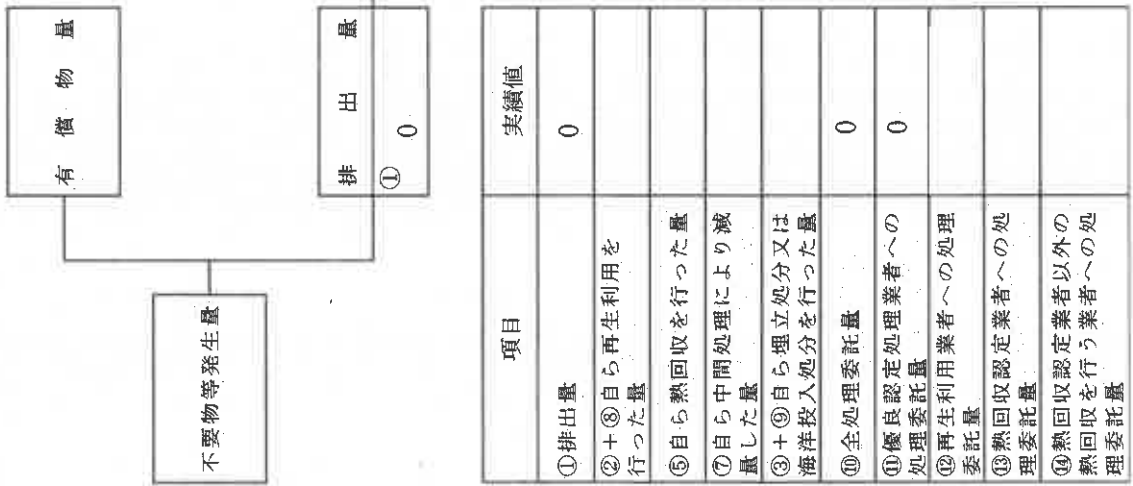 有償物量
排出量
①
0
不要物等発生量
項目
実績値
①排出量
0
②+⑧自ら再生利用を
行った量
⑤自ら熱回収を行った量
⑦自ら中間処理により減
量した量
③+⑨自ら埋立処分又は
海洋投入処分を行った量
⑩全処理委託量
0
⑪優良認定処理業者への
処理委託量
0
⑫再生利用業者への処理
委託量
⑬熱回収認定業者への処
理委託量
⑭熱回収認定業者以外の
熱回収を行う業者への処
理委託量